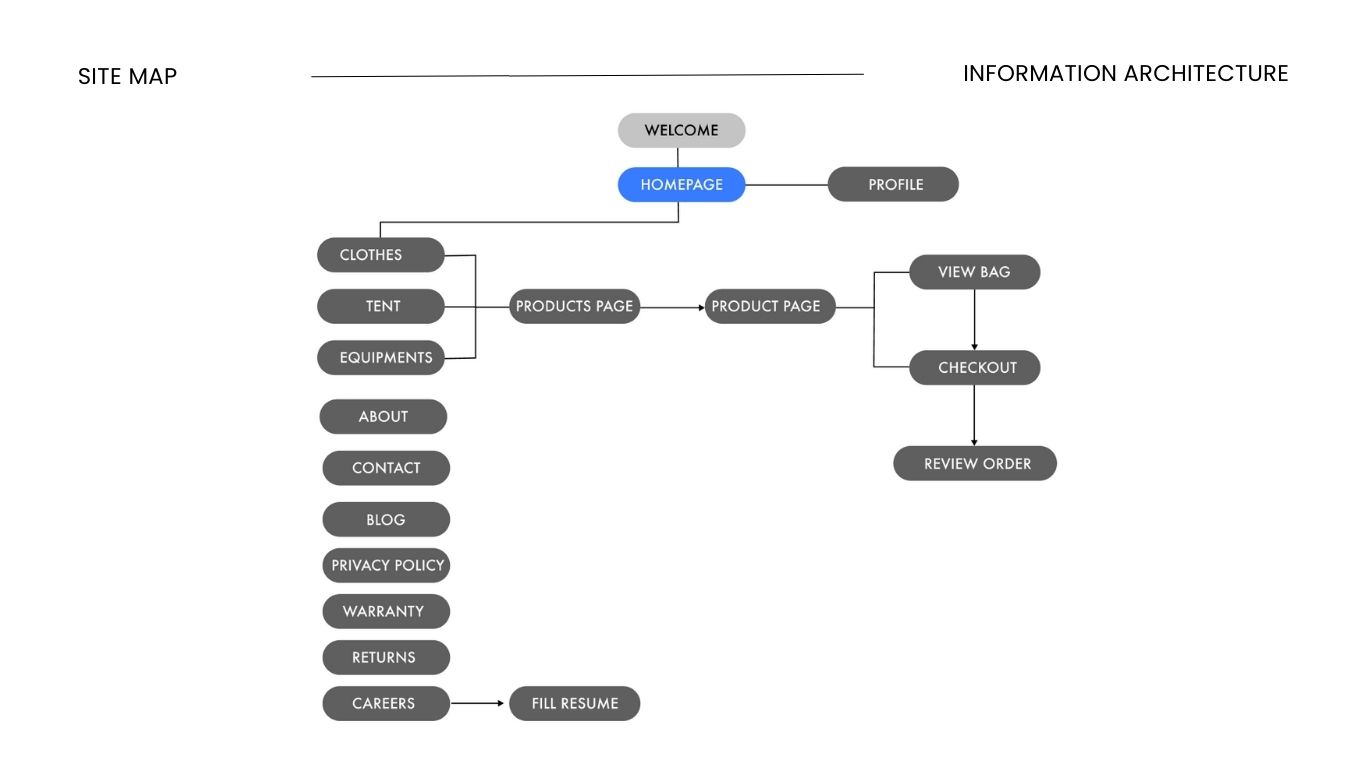 SITE MAP
INFORMATION ARCHITECTURE
WELCOME
HOMEPAGE
PROFILE
CLOTHES
TENT
EQUIPMENTS
PRODUCTS PAGE
PRODUCT PAGE
VIEW BAG
CHECKOUT
REVIEW ORDER
ABOUT
CONTACT
BLOG
PRIVACY POLICY
WARRANTY
RETURNS
CAREERS
FILL RESUME